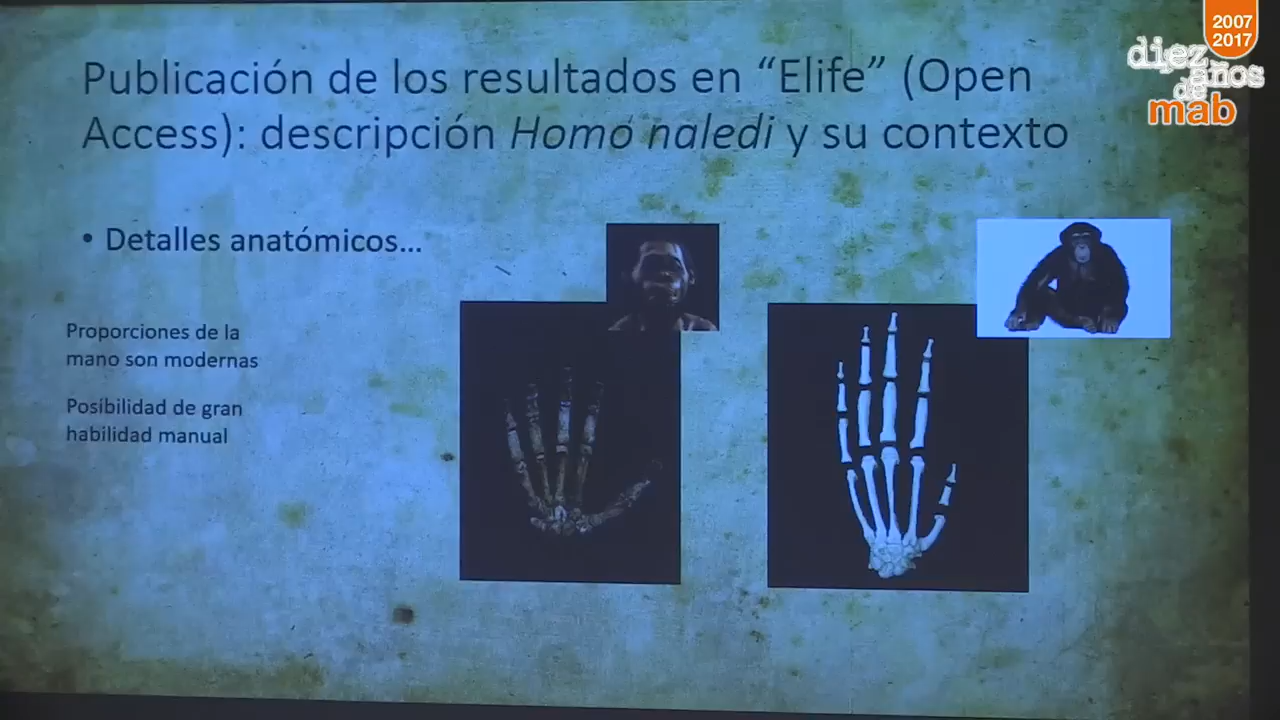 2007
2017
diez
años
de
mab
Publicación de los resultados en “Elife” (Open
Access): descripción Homo naledi y su contexto
• Detalles anatómicos...
Proporciones de la
mano son modernas
Posibilidad de gran
habilidad manual